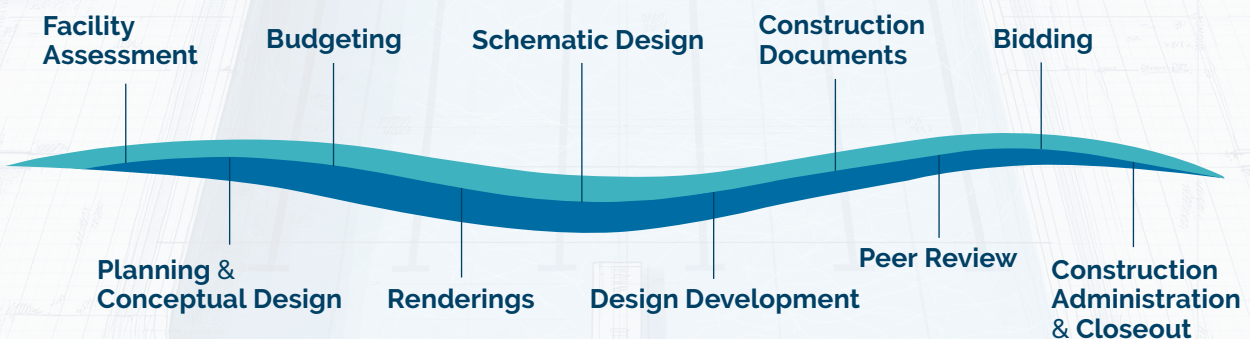 Facility
Assessment
Planning &
Conceptual Design
Budgeting
Renderings
Schematic Design
Design Development
Construction
Documents
Peer Review
Bidding
Construction
Administration
& Closeout